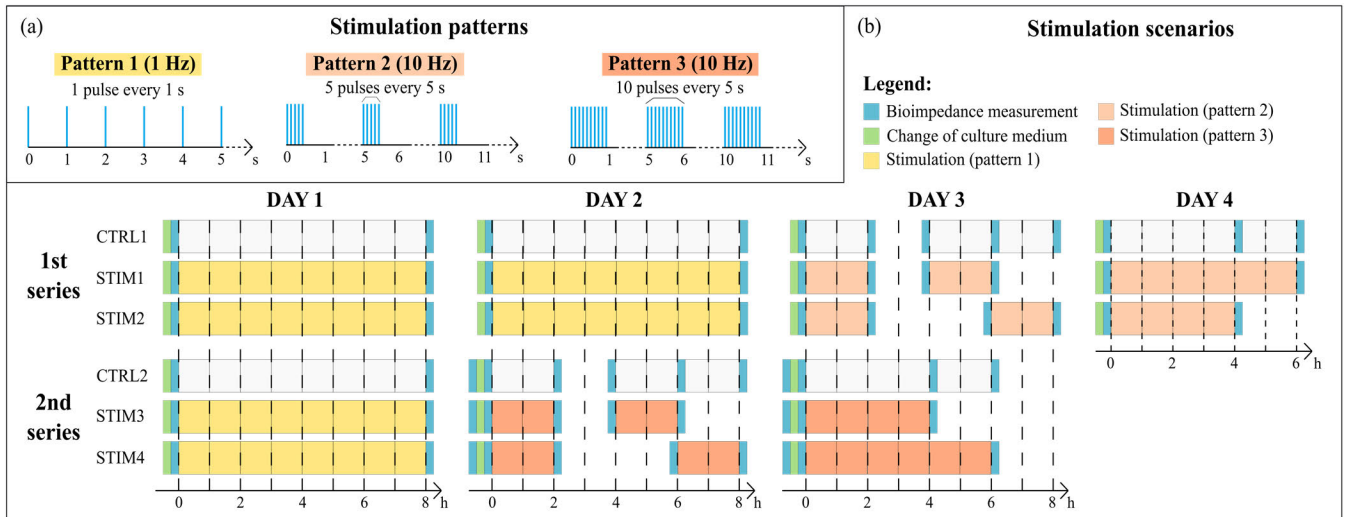 (a)
Stimulation patterns
Pattern 1 (1 Hz)
1 pulse every 1 s
0 1 2 3 4 5 s
Pattern 2 (10 Hz)
5 pulses every 5 s
0 1 5 6 10 11 s
Pattern 3 (10 Hz)
10 pulses every 5 s
0 1 5 6 10 11 s
(b)
Stimulation scenarios
Legend:
Bioimpedance measurement
Change of culture medium
Stimulation (pattern 1)
Stimulation (pattern 2)
Stimulation (pattern 3)
DAY 1 DAY 2 DAY 3 DAY 4
1st
series
CTRL1
STIM1
STIM2
2nd
series
CTRL2
STIM3
STIM4
0 2 4 6 8 h
0 2 4 6 8 h
0 2 4 6 8 h
0 2 4 6 h